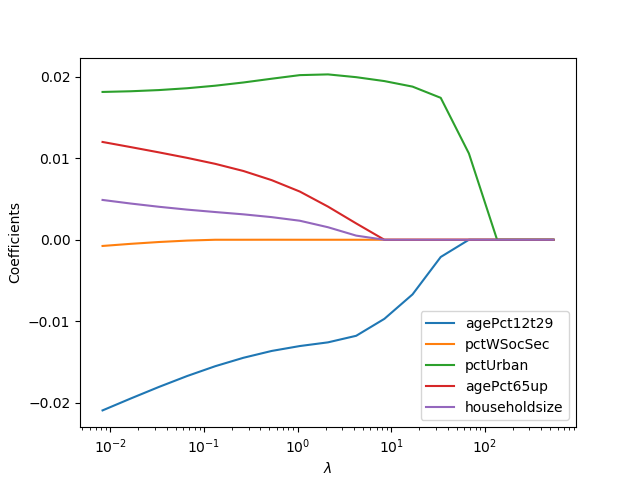 0.02
0.01
0.00
−0.01
−0.02
Coefficients
10⁻²
10⁻¹
10⁰
10¹
10²
λ
agePct12t29
pctWSocSec
pctUrban
agePct65up
householdsize